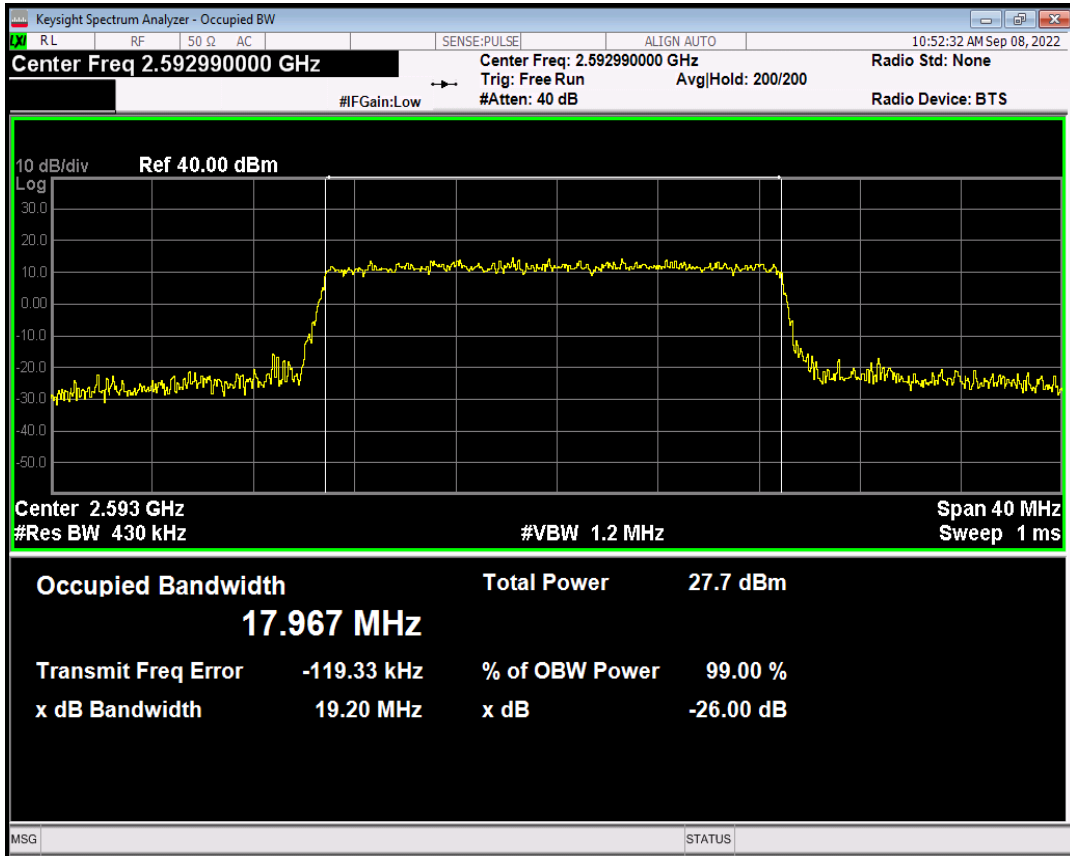 Keysight Spectrum Analyzer - Occupied BW
LXI RL RF 50 Ω AC SENSE:PULSE ALIGN AUTO 10:52:32 AM Sep 08, 2022
Center Freq 2.592990000 GHz Center Freq: 2.592990000 GHz Radio Std: None
Trig: Free Run Avg|Hold: 200/200
#IFGain:Low #Atten: 40 dB Radio Device: BTS
10 dB/div Ref 40.00 dBm
Log
30.0
20.0
10.0
0.00
-10.0
-20.0
-30.0
-40.0
-50.0
Center 2.593 GHz Span 40 MHz
#Res BW 430 kHz #VBW 1.2 MHz Sweep 1 ms
Occupied Bandwidth Total Power 27.7 dBm
17.967 MHz
Transmit Freq Error -119.33 kHz % of OBW Power 99.00 %
x dB Bandwidth 19.20 MHz x dB -26.00 dB
MSG STATUS